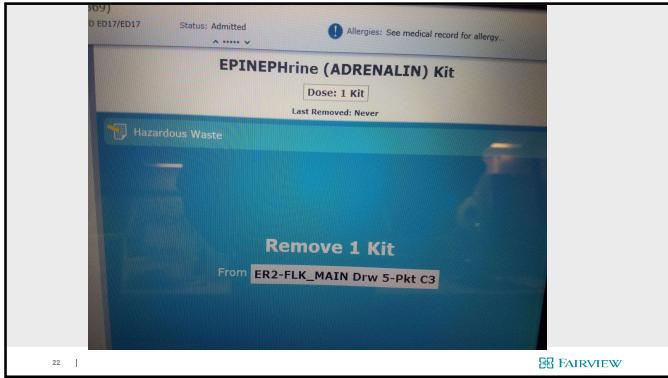 569)
D ED17/ED17 Status: Admitted Allergies: See medical record for allergy...
EPINEPHrine (ADRENALIN) Kit
Dose: 1 Kit
Last Removed: Never
Hazardous Waste
Remove 1 Kit
From ER2-FLK_MAIN Drw 5-Pkt C3
22 |
FAIRVIEW